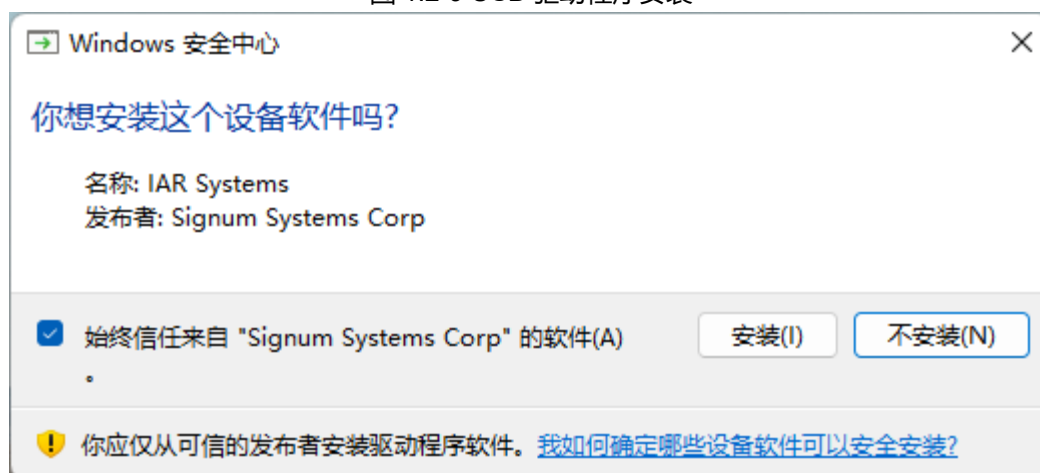 Windows 安全中心
你想安装这个设备软件吗?
名称: IAR Systems
发布者: Signum Systems Corp
始终信任来自 "Signum Systems Corp" 的软件(A)
。
安装(I)
不安装(N)
你应仅从可信的发布者安装驱动程序软件。我如何确定哪些设备软件可以安全安装?